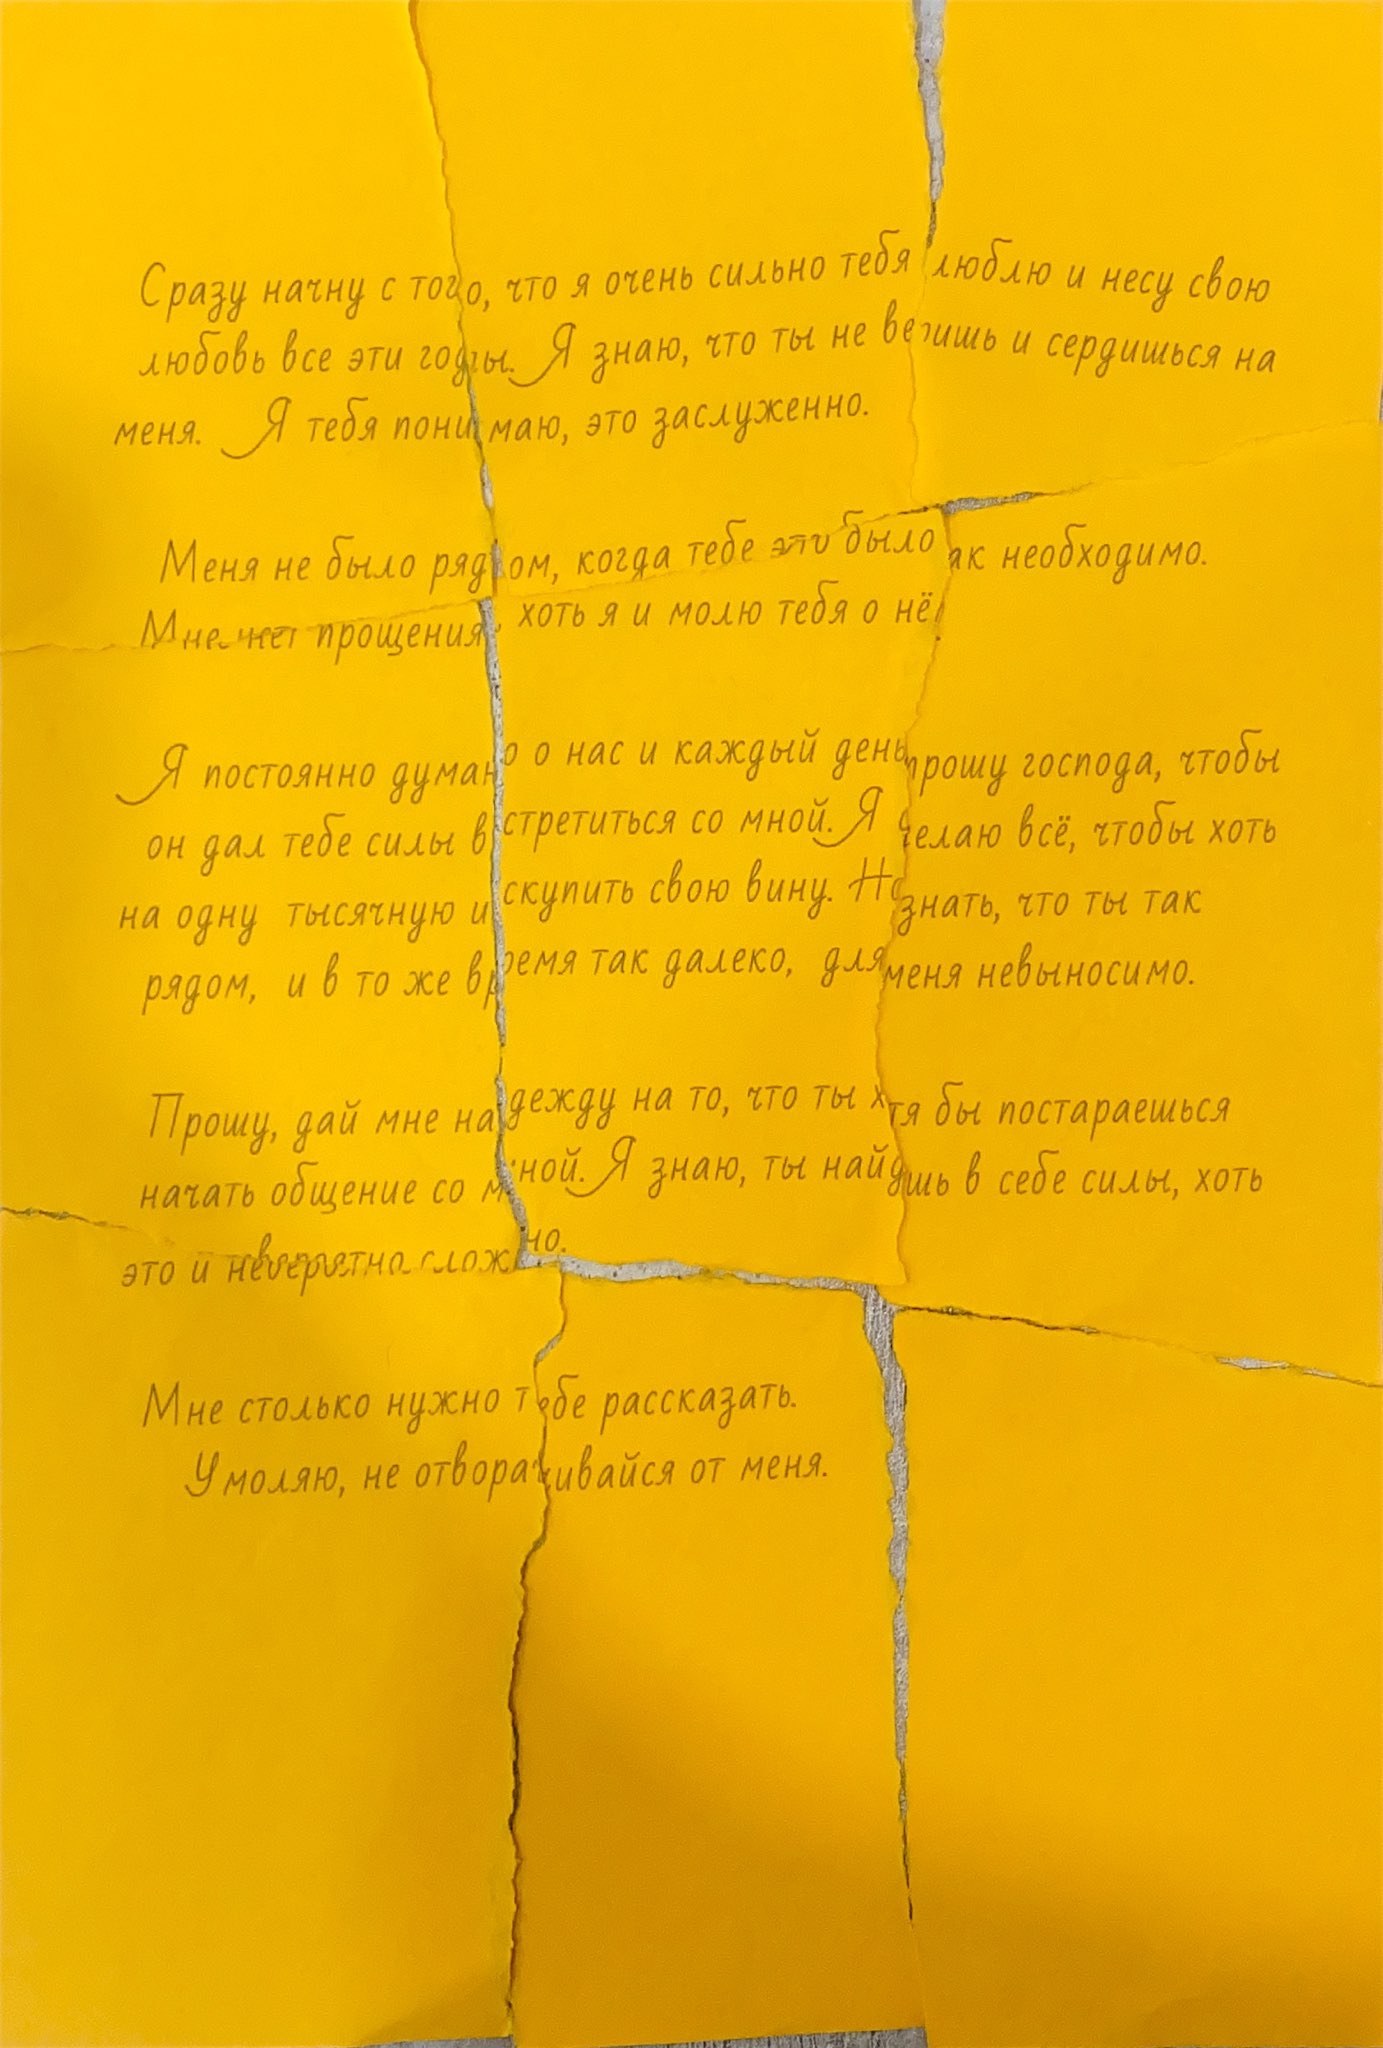 Сразу начну с того, что я очень сильно тебя люблю и несу свою
любовь все эти годы. Я знаю, что ты не веришь и сердишься на
меня. Я тебя понимаю, это заслуженно.
Меня не было рядом, когда тебе это было так необходимо.
Мне нет прощения, хоть я и молю тебя о нём
Я постоянно думаю о нас и каждый день прошу господа, чтобы
он дал тебе силы встретиться со мной. Я сделаю всё, чтобы хоть
на одну тысячную искупить свою вину. Но знать, что ты так
рядом, и в то же время так далеко, для меня невыносимо.
Прошу, дай мне надежду на то, что ты хотя бы постараешься
начать общение со мной. Я знаю, ты найдёшь в себе силы, хоть
это и невероятно сложно.
Мне столько нужно тебе рассказать.
Умоляю, не отворачивайся от меня.